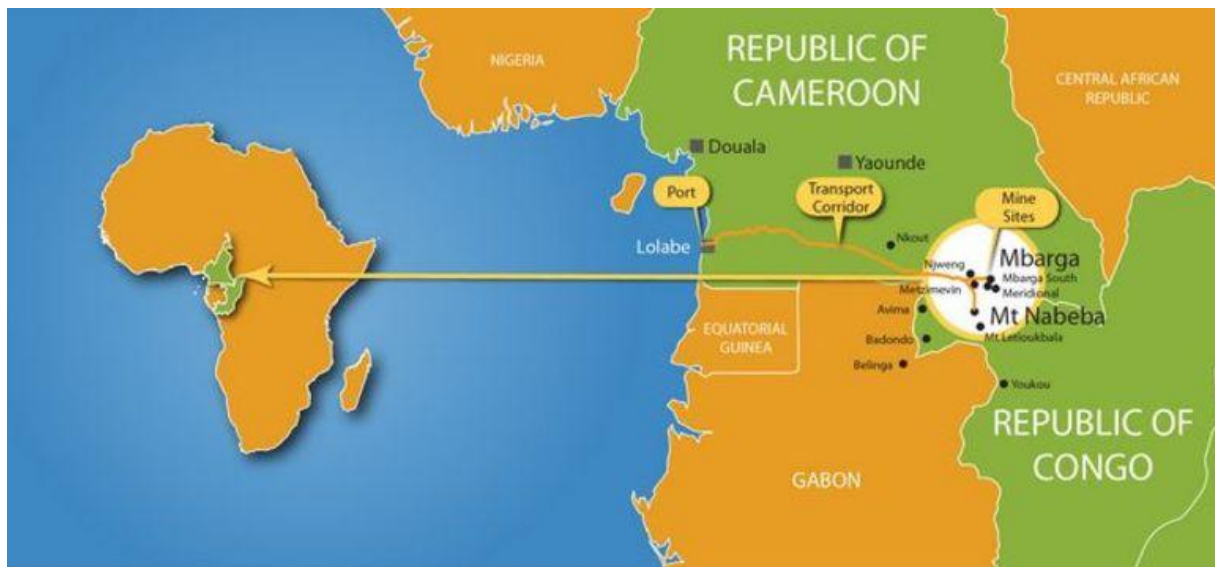 NIGERIA
REPUBLIC OF
CAMEROON
CENTRAL AFRICAN
REPUBLIC
Douala
Yaounde
Port
Transport
Corridor
Mine
Sites
Lolabe
Nkout
Njweng
Mbarga
Mbarga South
Metzimevin
Meridional
Avima
Mt Nabeba
EQUATORIAL
GUINEA
Badondo
Mt Letioukbala
Belinga
Youkou
REPUBLIC OF
CONGO
GABON